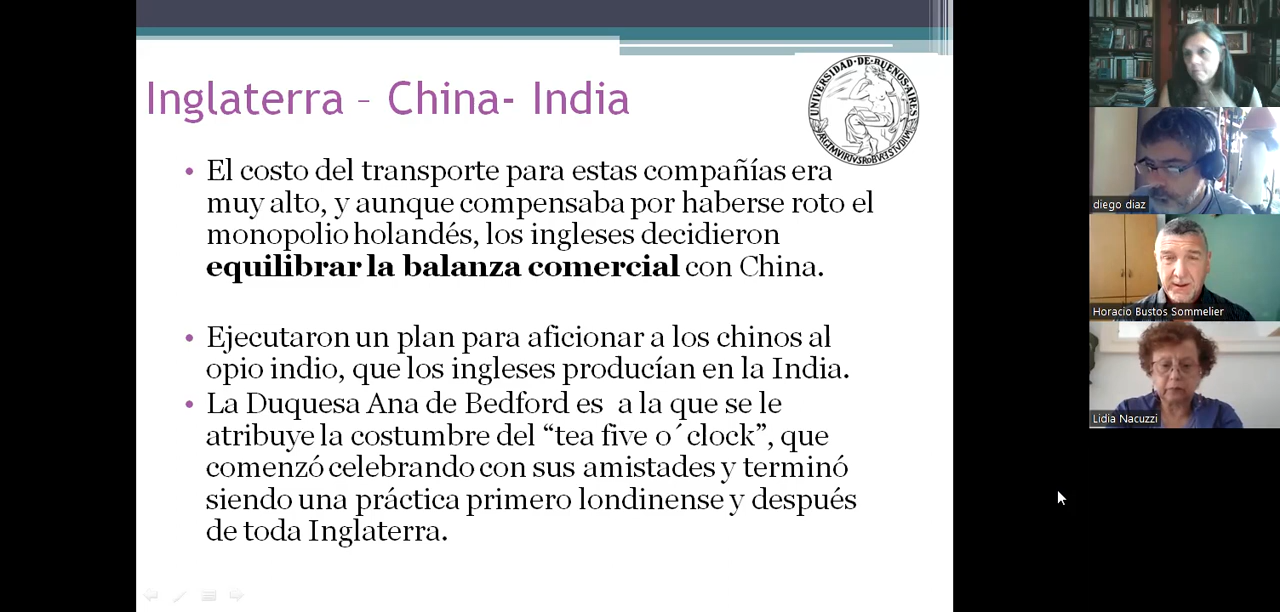 Inglaterra – China- India
UNIVERSIDAD·DE·BUENOS·AIRES
• El costo del transporte para estas compañías era
muy alto, y aunque compensaba por haberse roto el
monopolio holandés, los ingleses decidieron
equilibrar la balanza comercial con China.
• Ejecutaron un plan para aficionar a los chinos al
opio indio, que los ingleses producían en la India.
• La Duquesa Ana de Bedford es a la que se le
atribuye la costumbre del “tea five o´clock”, que
comenzó celebrando con sus amistades y terminó
siendo una práctica primero londinense y después
de toda Inglaterra.
diego diaz
Horacio Bustos Sommelier
Lidia Nacuzzi